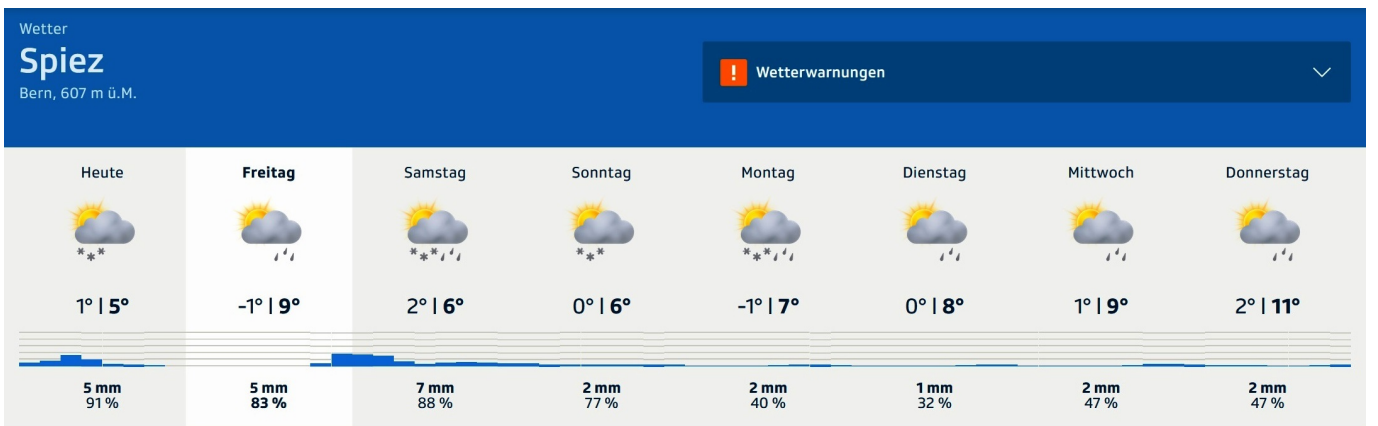 Wetter
Spiez
Bern, 607 m ü.M.
! Wetterwarnungen
Heute Freitag Samstag Sonntag Montag Dienstag Mittwoch Donnerstag
1° | 5° -1° | 9° 2° | 6° 0° | 6° -1° | 7° 0° | 8° 1° | 9° 2° | 11°
5 mm 5 mm 7 mm 2 mm 2 mm 1 mm 2 mm 2 mm
91 % 83 % 88 % 77 % 40 % 32 % 47 % 47 %